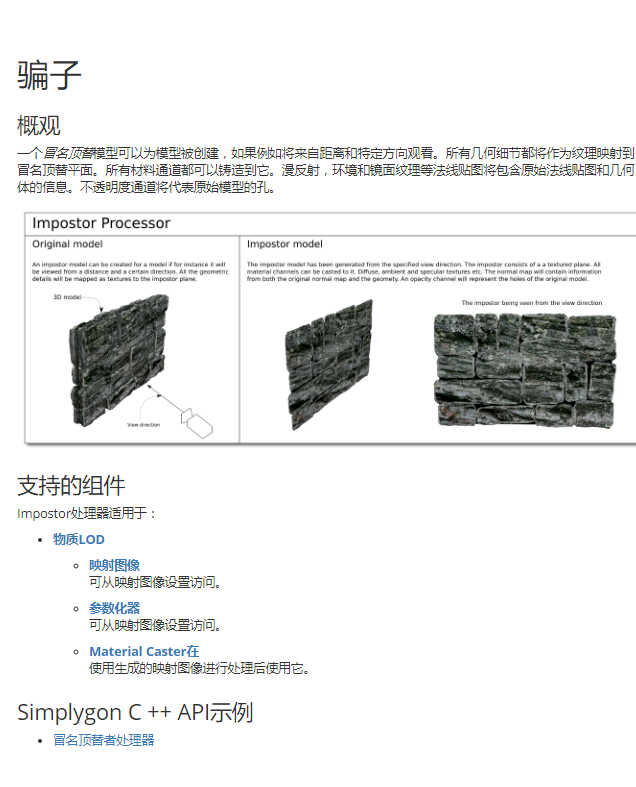 骗子
概观
一个冒名顶替模型可以为模型被创建，如果例如将来自距离和特定方向观看。所有几何细节都将作为纹理映射到
冒名顶替平面。所有材料通道都可以铸造到它。漫反射，环境和镜面纹理等法线贴图将包含原始法线贴图和几何
体的信息。不透明度通道将代表原始模型的孔。
Impostor Processor
Original model
An impostor model can be created for a model if for instance it will
be viewed from a distance and a certain direction. All the geometric
details will be mapped as textures to the impostor plane.
3D model
View direction
Impostor model
The impostor model has been generated from the specified view direction. The impostor consists of a a textured plane. All
material channels can be casted to it. Diffuse, ambient and specular textures etc. The normal map will contain information
from both the original normal map and the geomety. An opacity channel will represent the holes of the original model.
The impostor being seen from the view direction
支持的组件
Impostor处理器适用于：
物质LOD
映射图像
可从映射图像设置访问。
参数化器
可从映射图像设置访问。
Material Caster在
使用生成的映射图像进行处理后使用它。
Simplygon C ++ API示例
冒名顶替者处理器